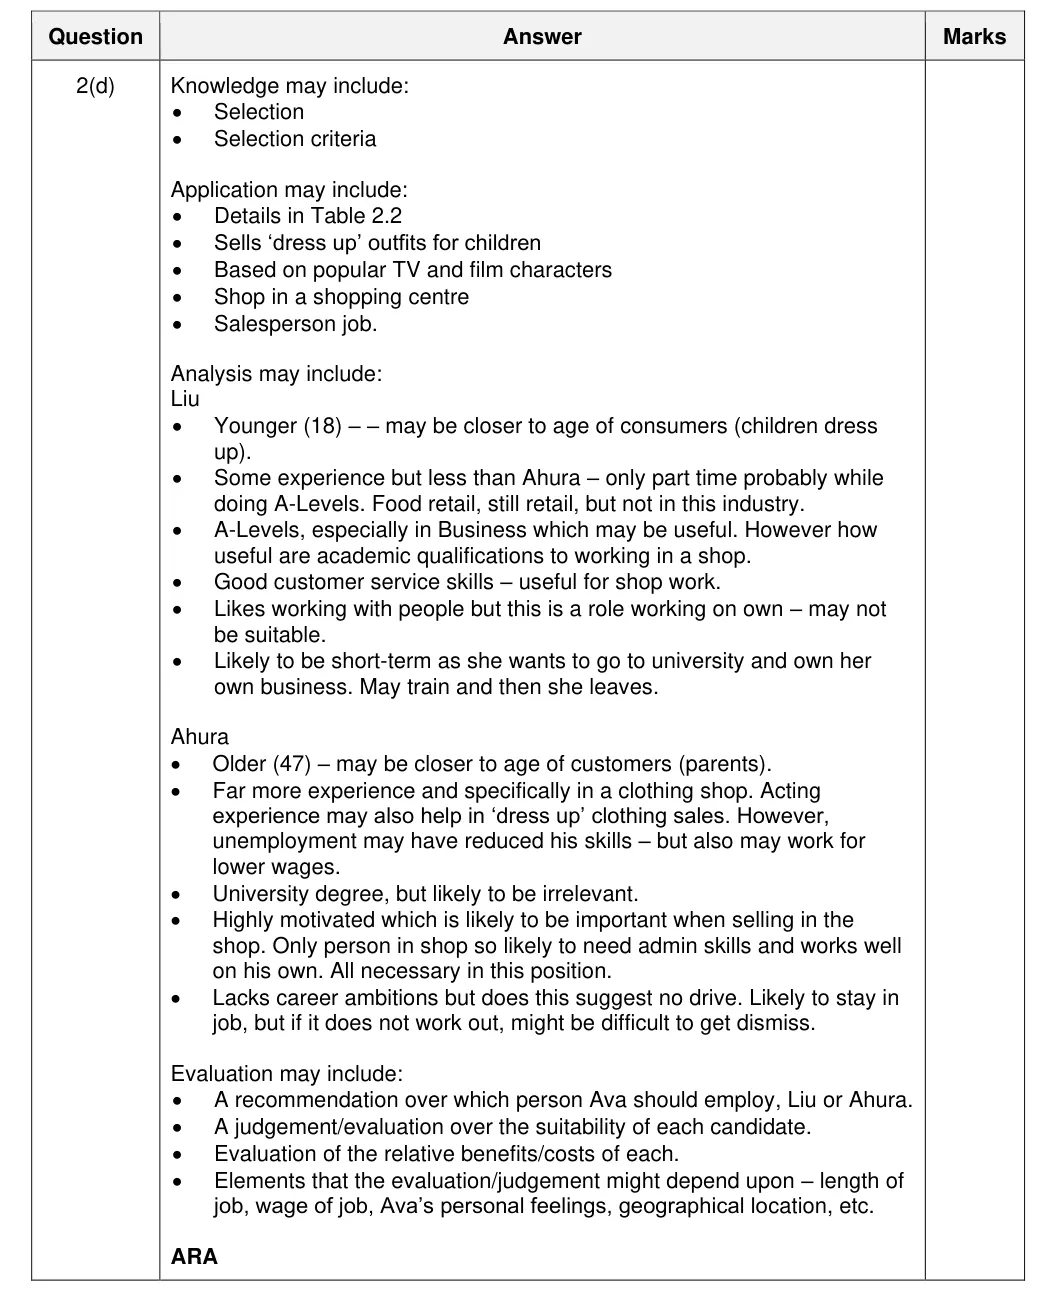 Question Answer Marks
2(d) Knowledge may include:
• Selection
• Selection criteria
Application may include:
• Details in Table 2.2
• Sells ‘dress up’ outfits for children
• Based on popular TV and film characters
• Shop in a shopping centre
• Salesperson job.
Analysis may include:
Liu
• Younger (18) – – may be closer to age of consumers (children dress
up).
• Some experience but less than Ahura – only part time probably while
doing A-Levels. Food retail, still retail, but not in this industry.
• A-Levels, especially in Business which may be useful. However how
useful are academic qualifications to working in a shop.
• Good customer service skills – useful for shop work.
• Likes working with people but this is a role working on own – may not
be suitable.
• Likely to be short-term as she wants to go to university and own her
own business. May train and then she leaves.
Ahura
• Older (47) – may be closer to age of customers (parents).
• Far more experience and specifically in a clothing shop. Acting
experience may also help in ‘dress up’ clothing sales. However,
unemployment may have reduced his skills – but also may work for
lower wages.
• University degree, but likely to be irrelevant.
• Highly motivated which is likely to be important when selling in the
shop. Only person in shop so likely to need admin skills and works well
on his own. All necessary in this position.
• Lacks career ambitions but does this suggest no drive. Likely to stay in
job, but if it does not work out, might be difficult to get dismiss.
Evaluation may include:
• A recommendation over which person Ava should employ, Liu or Ahura.
• A judgement/evaluation over the suitability of each candidate.
• Evaluation of the relative benefits/costs of each.
• Elements that the evaluation/judgement might depend upon – length of
job, wage of job, Ava’s personal feelings, geographical location, etc.
ARA